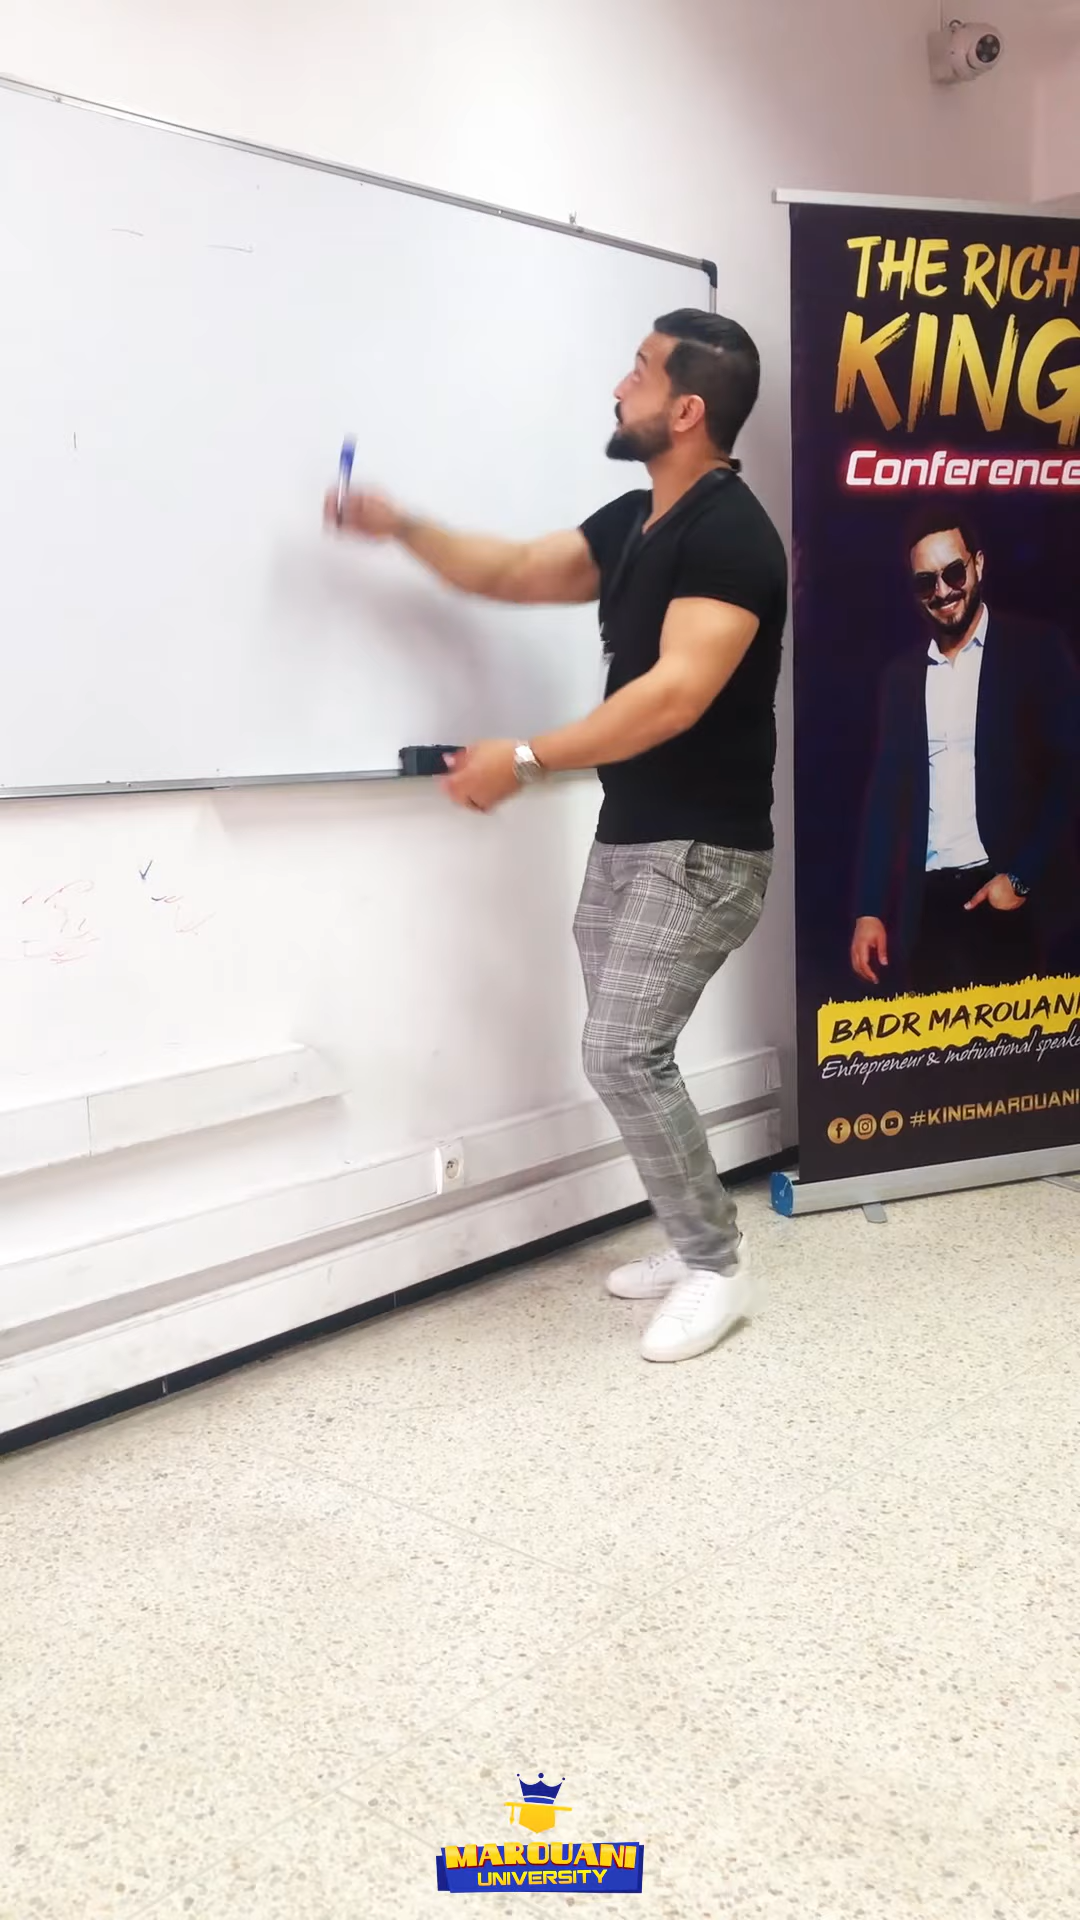 THE RICH
KING
Conference
BADR MAROUANI
Entrepreneur & motivational speake
#KINGMAROUANI
MAROUANI
UNIVERSITY